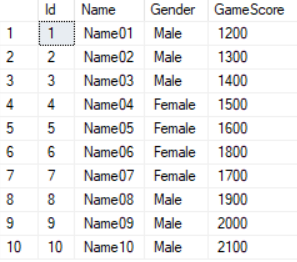 Id Name Gender GameScore
1 1 Name01 Male 1200
2 2 Name02 Male 1300
3 3 Name03 Male 1400
4 4 Name04 Female 1500
5 5 Name05 Female 1600
6 6 Name06 Female 1800
7 7 Name07 Female 1700
8 8 Name08 Male 1900
9 9 Name09 Male 2000
10 10 Name10 Male 2100